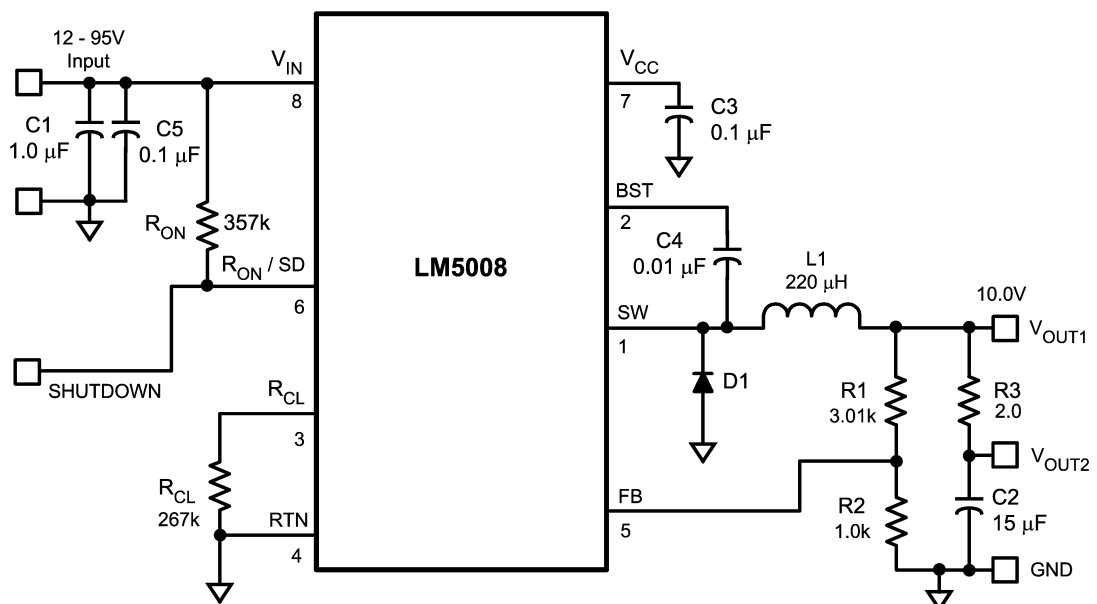 12 - 95V
Input
V_IN
8
C1
1.0 µF
C5
0.1 µF
R_ON
357k
R_ON / SD
6
SHUTDOWN
R_CL
3
R_CL
267k
RTN
4
LM5008
V_CC
7
C3
0.1 µF
BST
2
C4
0.01 µF
L1
220 µH
SW
1
D1
10.0V
V_OUT1
R1
3.01k
R3
2.0
V_OUT2
FB
5
R2
1.0k
C2
15 µF
GND